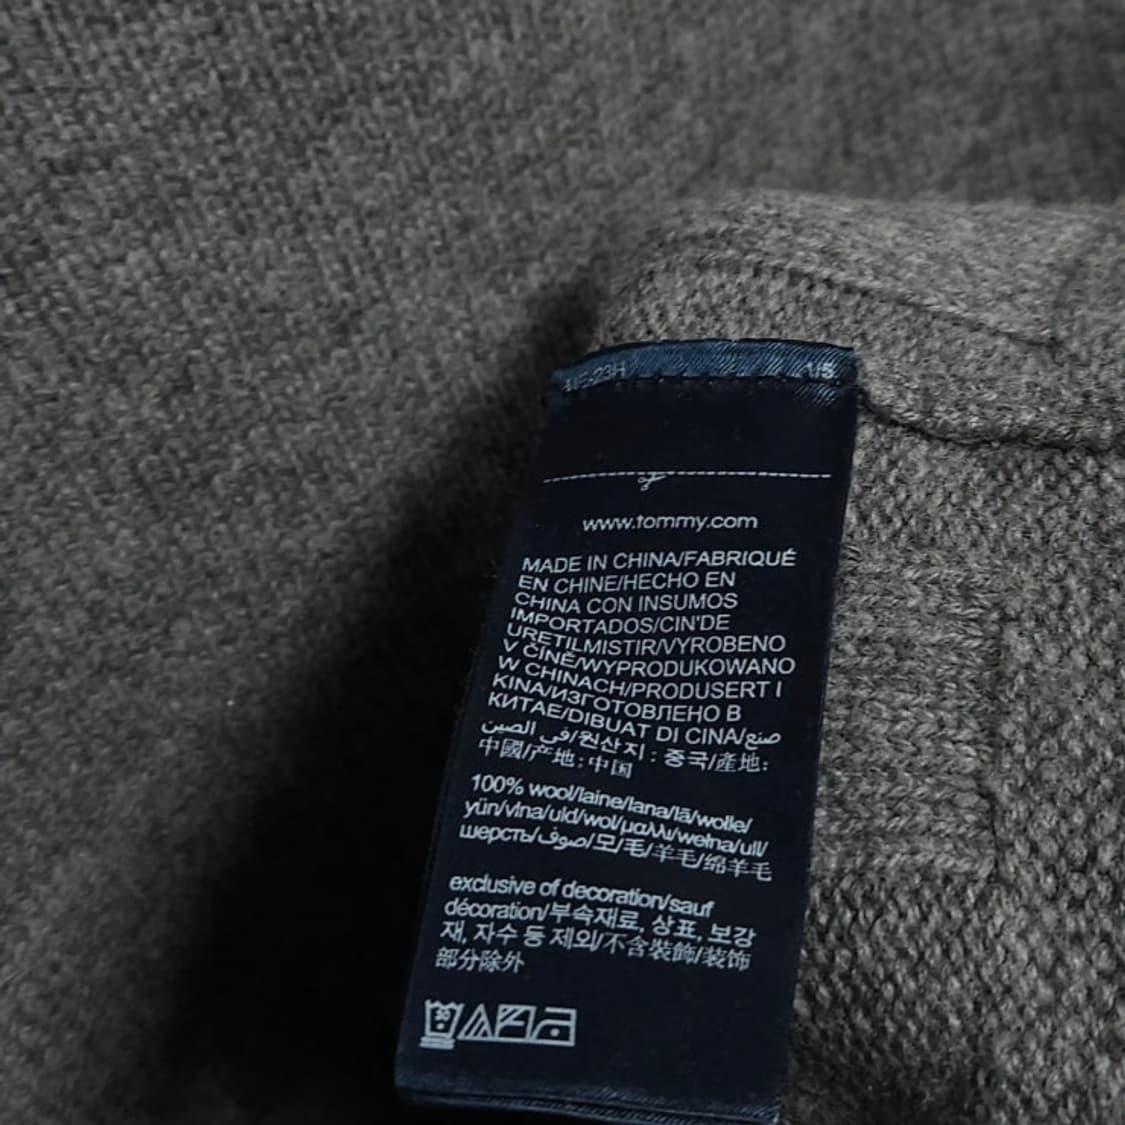 1/5
www.tommy.com
MADE IN CHINA/FABRIQUÉ
EN CHINE/HECHO EN
CHINA CON INSUMOS
IMPORTADOS/CIN'DE
ÜRETILMISTIR/VYROBENO
V ČÍNĚ/WYPRODUKOWANO
W CHINACH/PRODUSERT I
KINA/ИЗГОТОВЛЕНО В
КИТАЕ/DIBUAT DI CINA/صنع
في الصين/원산지 : 중국/產地:
中國/产地:中国
100% wool/laine/lana/lã/wolle/
yün/vlna/uld/wol/μαλλι/wełna/ull/
шерсть/صوف/모/毛/羊毛/绵羊毛
exclusive of decoration/sauf
décoration/부속재료, 상표, 보강
재, 자수 등 제외/不含裝飾/装饰
部分除外